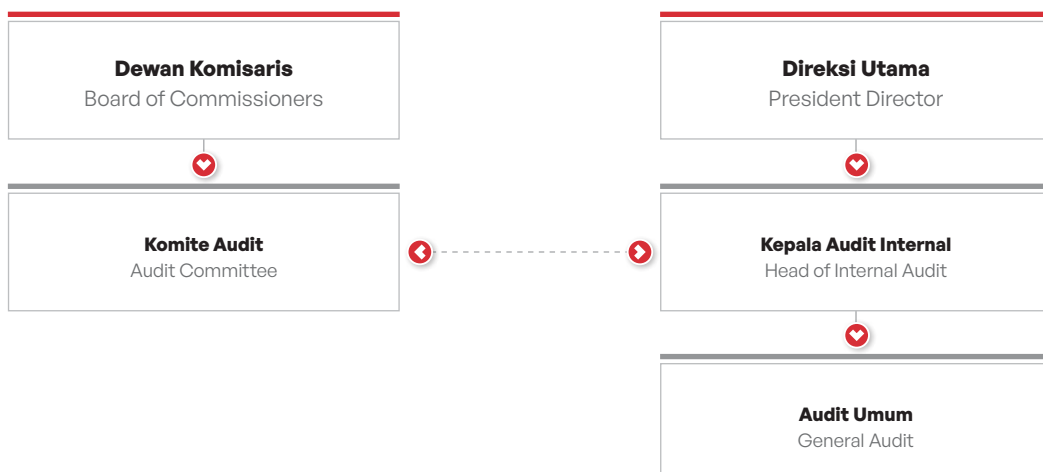 Dewan Komisaris
Board of Commissioners
Direksi Utama
President Director
Komite Audit
Audit Committee
Kepala Audit Internal
Head of Internal Audit
Audit Umum
General Audit